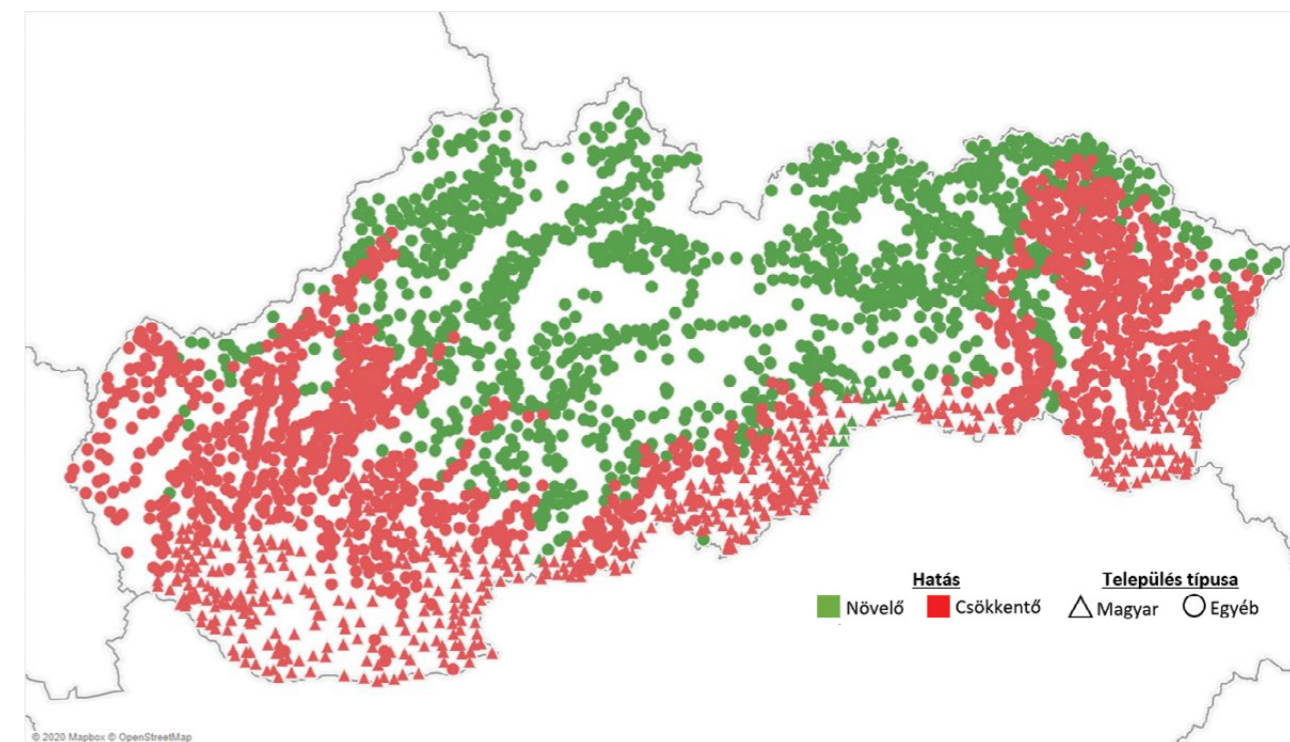 Hatás
Település típusa
Növelő
Csökkentő
Magyar
Egyéb
© 2020 Mapbox © OpenStreetMap